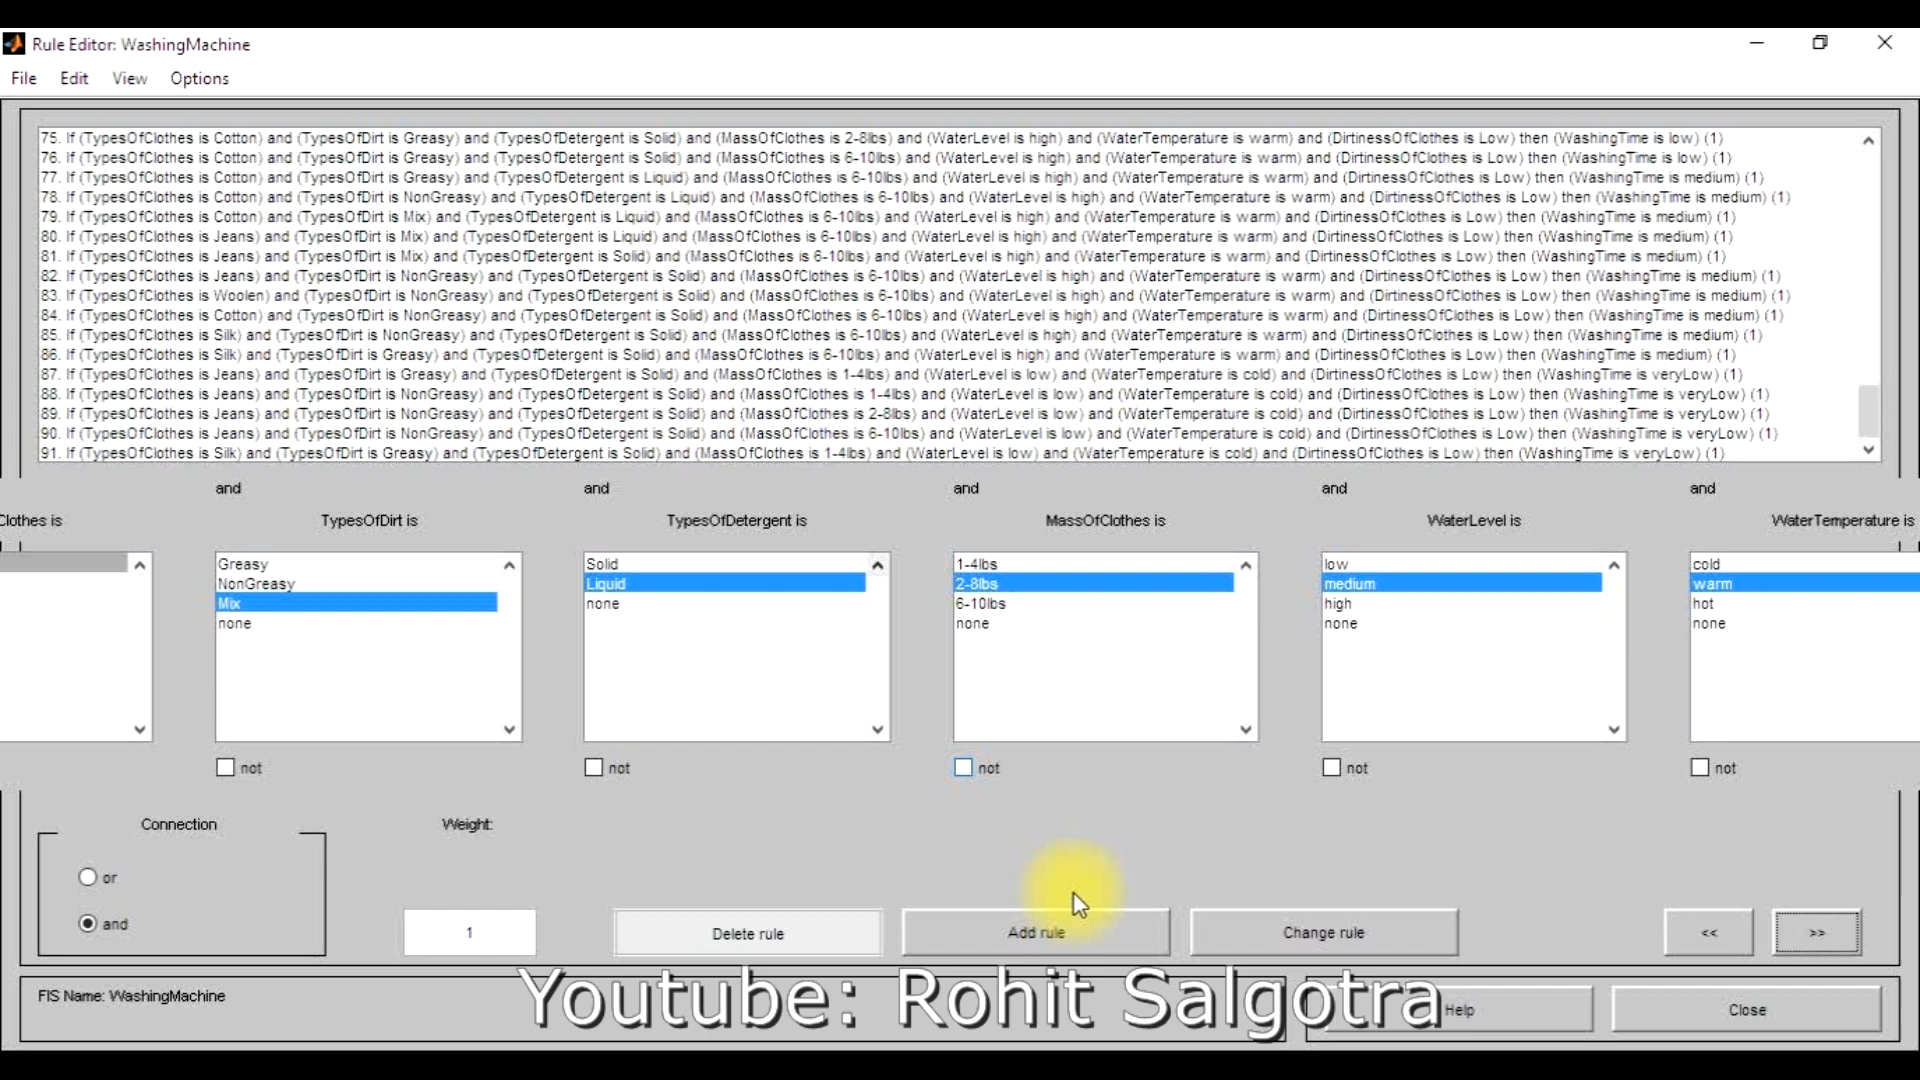 Rule Editor: WashingMachine
File Edit View Options
75. If (TypesOfClothes is Cotton) and (TypesOfDirt is Greasy) and (TypesOfDetergent is Solid) and (MassOfClothes is 2-8lbs) and (WaterLevel is high) and (WaterTemperature is warm) and (DirtinessOfClothes is Low) then (WashingTime is low) (1)
76. If (TypesOfClothes is Cotton) and (TypesOfDirt is Greasy) and (TypesOfDetergent is Solid) and (MassOfClothes is 6-10lbs) and (WaterLevel is high) and (WaterTemperature is warm) and (DirtinessOfClothes is Low) then (WashingTime is low) (1)
77. If (TypesOfClothes is Cotton) and (TypesOfDirt is Greasy) and (TypesOfDetergent is Liquid) and (MassOfClothes is 6-10lbs) and (WaterLevel is high) and (WaterTemperature is warm) and (DirtinessOfClothes is Low) then (WashingTime is medium) (1)
78. If (TypesOfClothes is Cotton) and (TypesOfDirt is NonGreasy) and (TypesOfDetergent is Liquid) and (MassOfClothes is 6-10lbs) and (WaterLevel is high) and (WaterTemperature is warm) and (DirtinessOfClothes is Low) then (WashingTime is medium) (1)
79. If (TypesOfClothes is Cotton) and (TypesOfDirt is Mix) and (TypesOfDetergent is Liquid) and (MassOfClothes is 6-10lbs) and (WaterLevel is high) and (WaterTemperature is warm) and (DirtinessOfClothes is Low) then (WashingTime is medium) (1)
80. If (TypesOfClothes is Jeans) and (TypesOfDirt is Mix) and (TypesOfDetergent is Liquid) and (MassOfClothes is 6-10lbs) and (WaterLevel is high) and (WaterTemperature is warm) and (DirtinessOfClothes is Low) then (WashingTime is medium) (1)
81. If (TypesOfClothes is Jeans) and (TypesOfDirt is Mix) and (TypesOfDetergent is Solid) and (MassOfClothes is 6-10lbs) and (WaterLevel is high) and (WaterTemperature is warm) and (DirtinessOfClothes is Low) then (WashingTime is medium) (1)
82. If (TypesOfClothes is Jeans) and (TypesOfDirt is NonGreasy) and (TypesOfDetergent is Solid) and (MassOfClothes is 6-10lbs) and (WaterLevel is high) and (WaterTemperature is warm) and (DirtinessOfClothes is Low) then (WashingTime is medium) (1)
83. If (TypesOfClothes is Woolen) and (TypesOfDirt is NonGreasy) and (TypesOfDetergent is Solid) and (MassOfClothes is 6-10lbs) and (WaterLevel is high) and (WaterTemperature is warm) and (DirtinessOfClothes is Low) then (WashingTime is medium) (1)
84. If (TypesOfClothes is Cotton) and (TypesOfDirt is NonGreasy) and (TypesOfDetergent is Solid) and (MassOfClothes is 6-10lbs) and (WaterLevel is high) and (WaterTemperature is warm) and (DirtinessOfClothes is Low) then (WashingTime is medium) (1)
85. If (TypesOfClothes is Silk) and (TypesOfDirt is NonGreasy) and (TypesOfDetergent is Solid) and (MassOfClothes is 6-10lbs) and (WaterLevel is high) and (WaterTemperature is warm) and (DirtinessOfClothes is Low) then (WashingTime is medium) (1)
86. If (TypesOfClothes is Silk) and (TypesOfDirt is Greasy) and (TypesOfDetergent is Solid) and (MassOfClothes is 6-10lbs) and (WaterLevel is high) and (WaterTemperature is warm) and (DirtinessOfClothes is Low) then (WashingTime is medium) (1)
87. If (TypesOfClothes is Jeans) and (TypesOfDirt is Greasy) and (TypesOfDetergent is Solid) and (MassOfClothes is 1-4lbs) and (WaterLevel is low) and (WaterTemperature is cold) and (DirtinessOfClothes is Low) then (WashingTime is veryLow) (1)
88. If (TypesOfClothes is Jeans) and (TypesOfDirt is NonGreasy) and (TypesOfDetergent is Solid) and (MassOfClothes is 1-4lbs) and (WaterLevel is low) and (WaterTemperature is cold) and (DirtinessOfClothes is Low) then (WashingTime is veryLow) (1)
89. If (TypesOfClothes is Jeans) and (TypesOfDirt is NonGreasy) and (TypesOfDetergent is Solid) and (MassOfClothes is 2-8lbs) and (WaterLevel is low) and (WaterTemperature is cold) and (DirtinessOfClothes is Low) then (WashingTime is veryLow) (1)
90. If (TypesOfClothes is Jeans) and (TypesOfDirt is NonGreasy) and (TypesOfDetergent is Solid) and (MassOfClothes is 6-10lbs) and (WaterLevel is low) and (WaterTemperature is cold) and (DirtinessOfClothes is Low) then (WashingTime is veryLow) (1)
91. If (TypesOfClothes is Silk) and (TypesOfDirt is Greasy) and (TypesOfDetergent is Solid) and (MassOfClothes is 1-4lbs) and (WaterLevel is low) and (WaterTemperature is cold) and (DirtinessOfClothes is Low) then (WashingTime is veryLow) (1)
and and and and and
Clothes is TypesOfDirt is TypesOfDetergent is MassOfClothes is WaterLevel is WaterTemperature is
Greasy Solid 1-4lbs low cold
NonGreasy Liquid 2-8lbs medium warm
Mix none 6-10lbs high hot
none none none none
not not not not not
Connection Weight:
or
and 1 Delete rule Add rule Change rule << >>
FIS Name: WashingMachine Help Close
Youtube: Rohit Salgotra